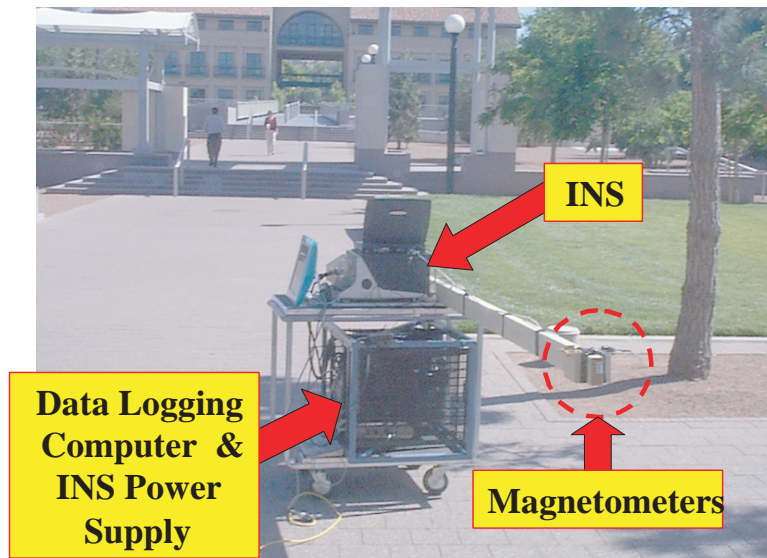 INS
Data Logging
Computer &
INS Power
Supply
Magnetometers